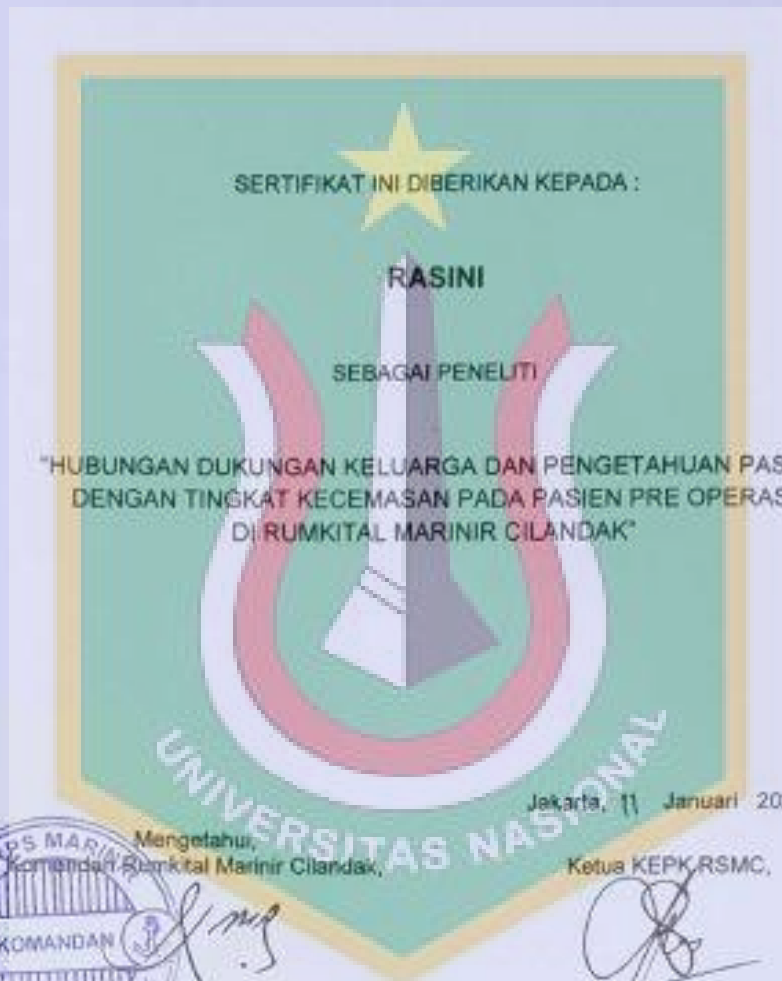 SERTIFIKAT INI DIBERIKAN KEPADA :
RASINI
SEBAGAI PENELITI
"HUBUNGAN DUKUNGAN KELUARGA DAN PENGETAHUAN PAS
DENGAN TINGKAT KECEMASAN PADA PASIEN PRE OPERAS
DI RUMKITAL MARINIR CILANDAK"
UNIVERSITAS NASIONAL
Jakarta, 11 Januari 20
Mengetahui,
Komandan Rumkital Marinir Cilandak,
Ketua KEPK RSMC,
PS MAR
KOMANDAN